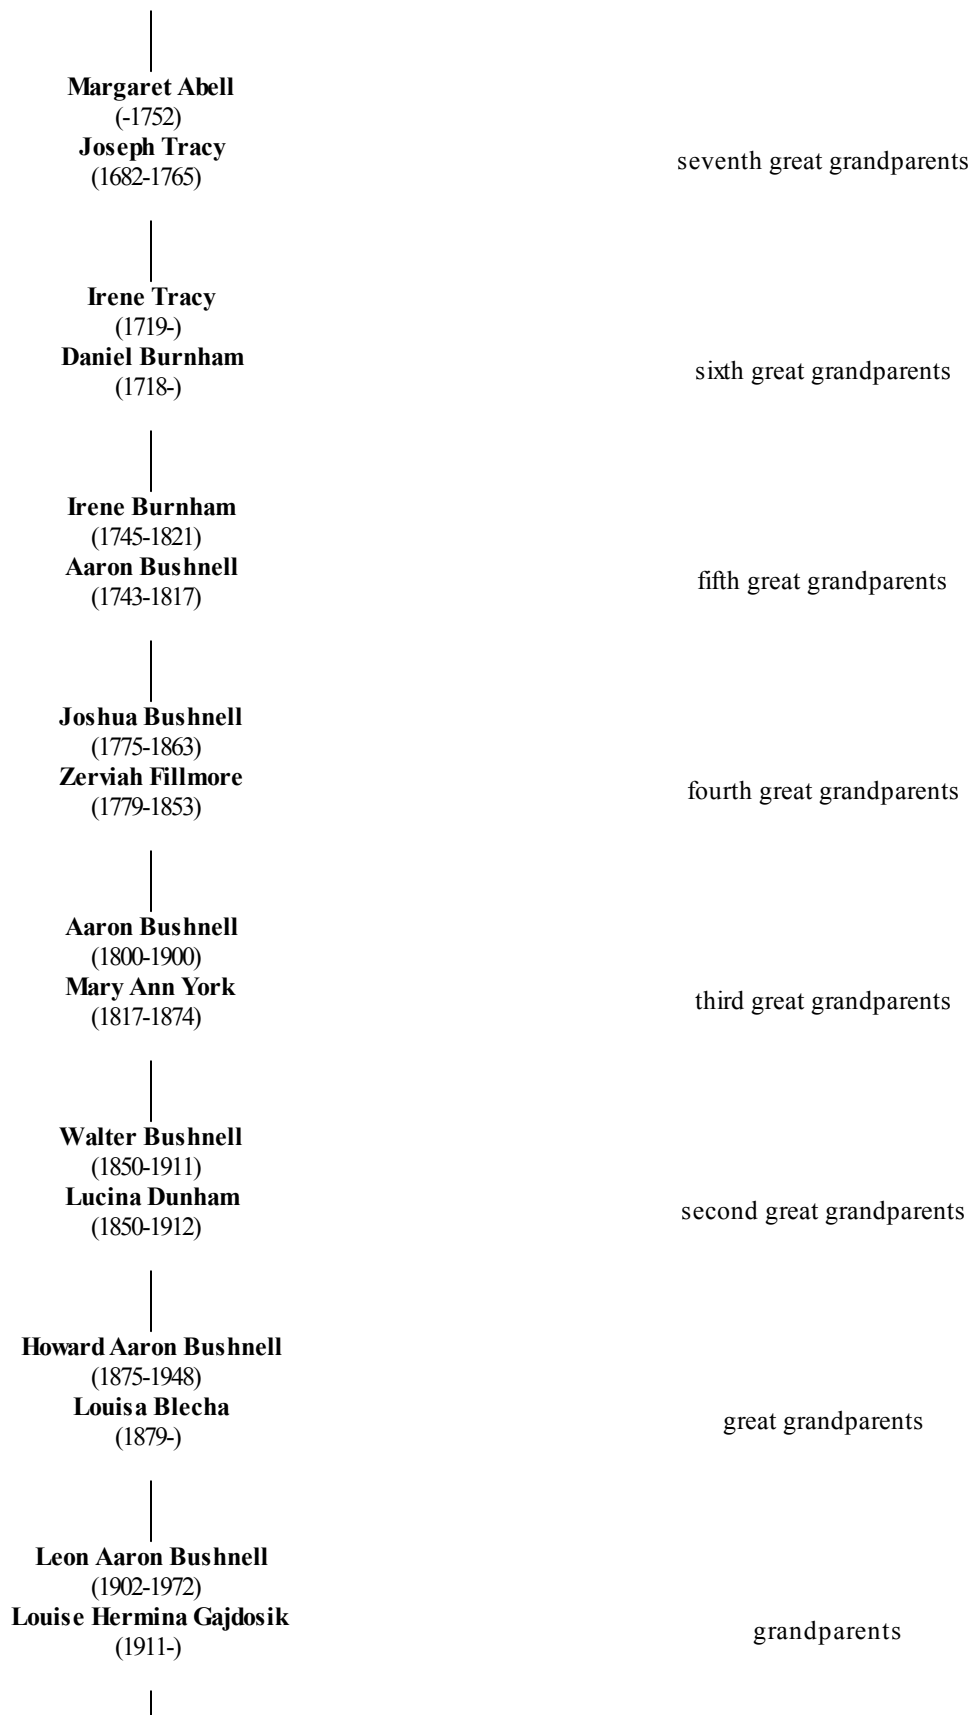 Margaret Abell
(-1752)
Joseph Tracy
(1682-1765)
seventh great grandparents
Irene Tracy
(1719-)
Daniel Burnham
(1718-)
sixth great grandparents
Irene Burnham
(1745-1821)
Aaron Bushnell
(1743-1817)
fifth great grandparents
Joshua Bushnell
(1775-1863)
Zerviah Fillmore
(1779-1853)
fourth great grandparents
Aaron Bushnell
(1800-1900)
Mary Ann York
(1817-1874)
third great grandparents
Walter Bushnell
(1850-1911)
Lucina Dunham
(1850-1912)
second great grandparents
Howard Aaron Bushnell
(1875-1948)
Louisa Blecha
(1879-)
great grandparents
Leon Aaron Bushnell
(1902-1972)
Louise Hermina Gajdosik
(1911-)
grandparents